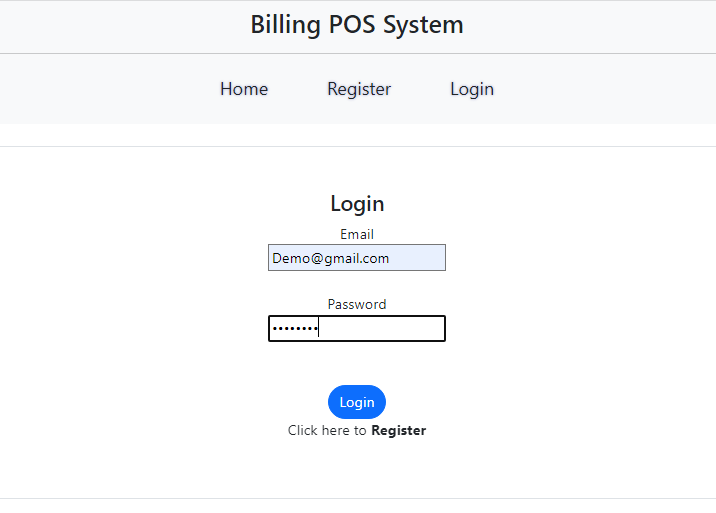 Billing POS System
Home Register Login
Login
Email
Demo@gmail.com
Password
••••••••
Login
Click here to Register